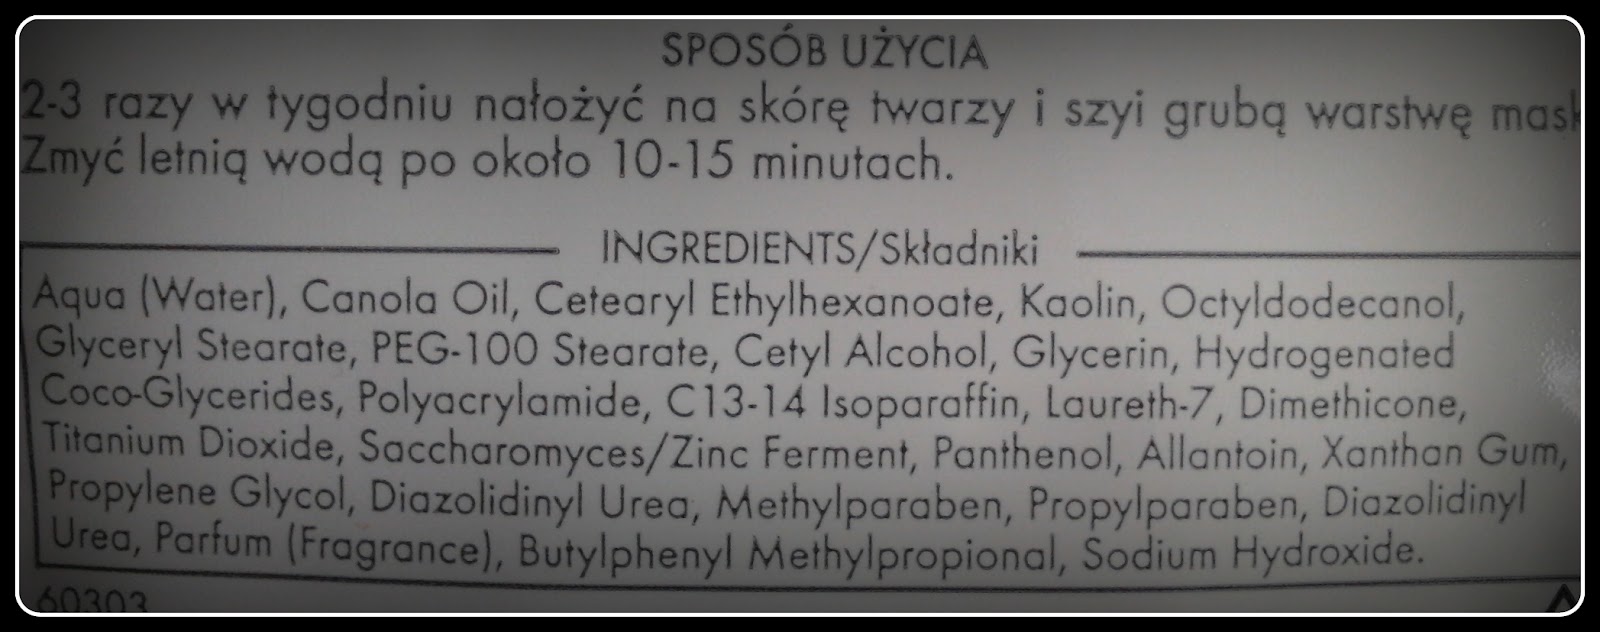 SPOSÓB UŻYCIA
2-3 razy w tygodniu nałożyć na skórę twarzy i szyi grubą warstwę
Zmyć letnią wodą po około 10-15 minutach.
INGREDIENTS/Składniki
Aqua (Water), Canola Oil, Cetearyl Ethylhexanoate, Kaolin, Octyldodecanol,
Glyceryl Stearate, PEG-100 Stearate, Cetyl Alcohol, Glycerin, Hydrogenated
Coco-Glycerides, Polyacrylamide, C13-14 Isoparaffin, Laureth-7, Dimethicone,
Titanium Dioxide, Saccharomyces/Zinc Ferment, Panthenol, Allantoin, Xanthan Gum,
Propylene Glycol, Diazolidinyl Urea, Methylparaben, Propylparaben, Diazolidinyl
Urea, Parfum (Fragrance), Butylphenyl Methylpropional, Sodium Hydroxide.
60303